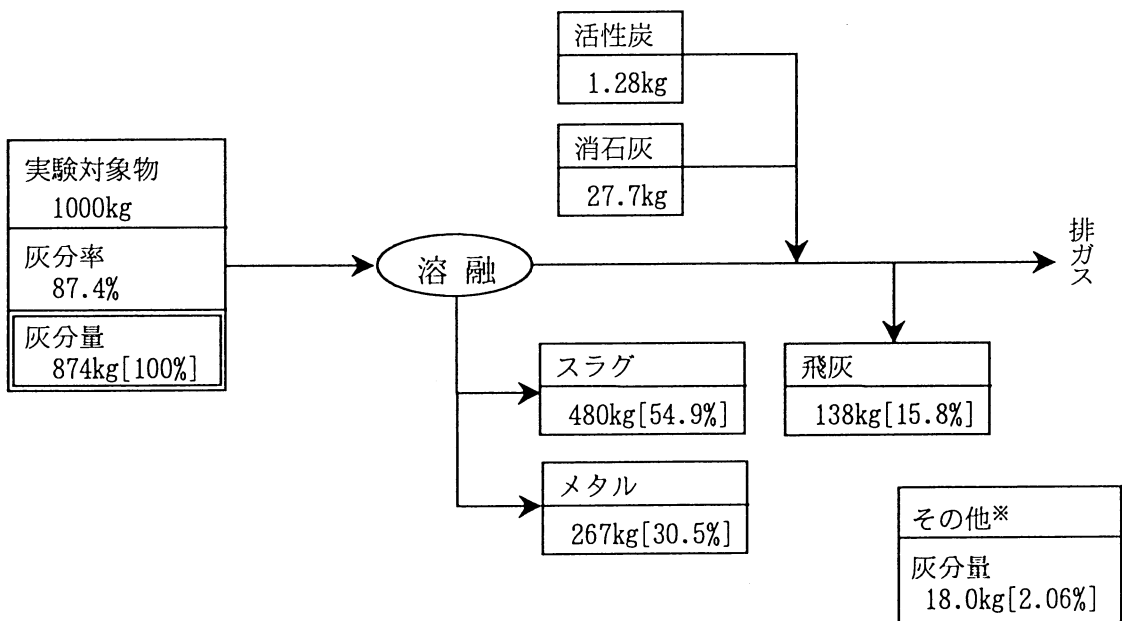 活性炭
1.28kg
消石灰
27.7kg
実験対象物
1000kg
灰分率
87.4%
灰分量
874kg[100%]
溶融
排ガス
スラグ
480kg[54.9%]
飛灰
138kg[15.8%]
メタル
267kg[30.5%]
その他※
灰分量
18.0kg[2.06%]